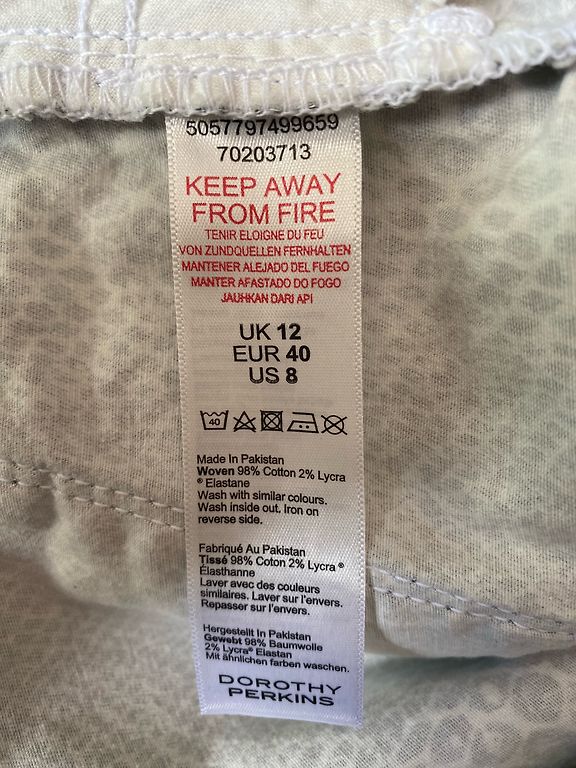 5057797499659
70203713
KEEP AWAY
FROM FIRE
TENIR ELOIGNE DU FEU
VON ZUNDQUELLEN FERNHALTEN
MANTENER ALEJADO DEL FUEGO
MANTER AFASTADO DO FOGO
JAUHKAN DARI API
UK 12
EUR 40
US 8
40
Made In Pakistan
Woven 98% Cotton 2% Lycra
® Elastane
Wash with similar colours.
Wash inside out. Iron on
reverse side.
Fabriqué Au Pakistan
Tissé 98% Coton 2% Lycra ®
Élasthanne
Laver avec des couleurs
similaires. Laver sur l'envers.
Repasser sur l'envers.
Hergestellt In Pakistan
Gewebt 98% Baumwolle
2% Lycra® Elastan
Mit ähnlichen farben waschen.
DOROTHY
PERKINS